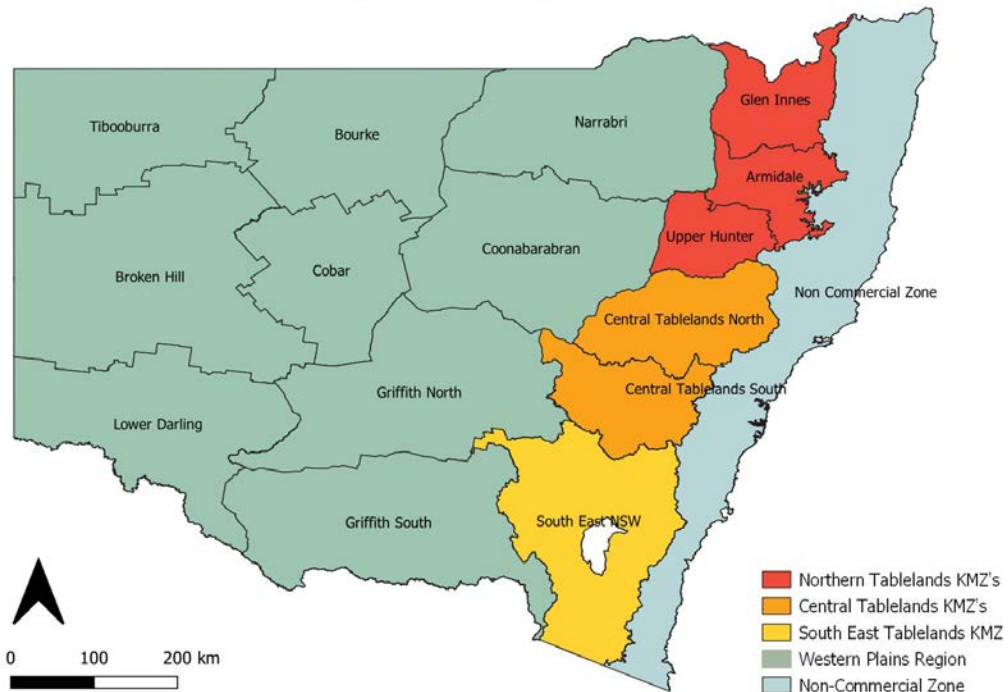 Glen Innes
Tibooburra
Bourke
Narrabri
Armidale
Upper Hunter
Coonabarabran
Cobar
Broken Hill
Non Commercial Zone
Central Tablelands North
Central Tablelands South
Griffith North
Lower Darling
Griffith South
South East NSW
0 100 200 km
Northern Tablelands KMZ's
Central Tablelands KMZ's
South East Tablelands KMZ
Western Plains Region
Non-Commercial Zone